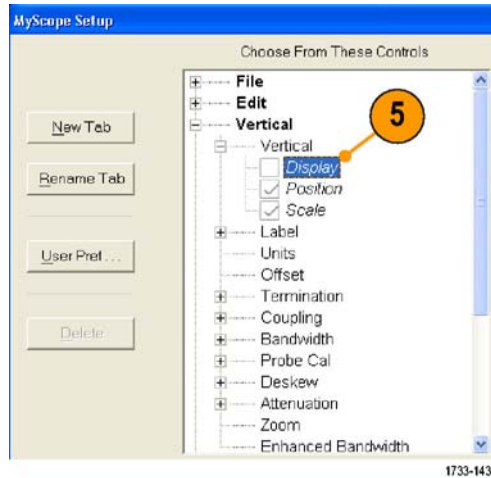 MyScope Setup
Choose From These Controls
File
Edit
Vertical
5
New Tab
Vertical
Display
Rename Tab
Position
Scale
Label
User Pref . . .
Units
Offset
Termination
Delete
Coupling
Bandwidth
Probe Cal
Deskew
Attenuation
Zoom
Enhanced Bandwidth
1733-143